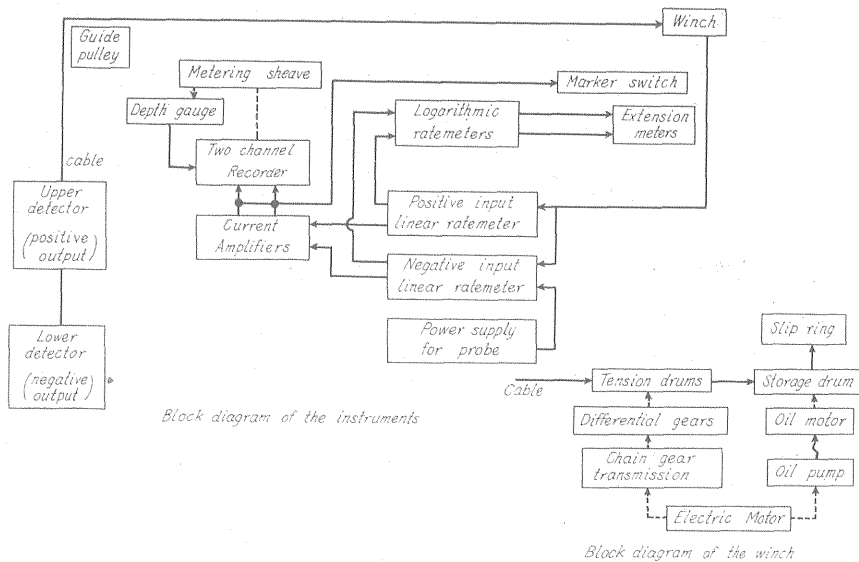 Winch
Guide
pulley
Metering sheave
Marker switch
Depth gauge
Logarithmic
ratemeters
Extension
meters
Two channel
Recorder
cable
Upper
detector
(positive
output)
Positive input
linear ratemeter
Current
Amplifiers
Negative input
linear ratemeter
Power supply
for probe
Lower
detector
(negative
output)
Slip ring
Cable
Tension drums
Storage drum
Block diagram of the instruments
Differential gears
Oil motor
Chain gear
transmission
Oil pump
Electric Motor
Block diagram of the winch